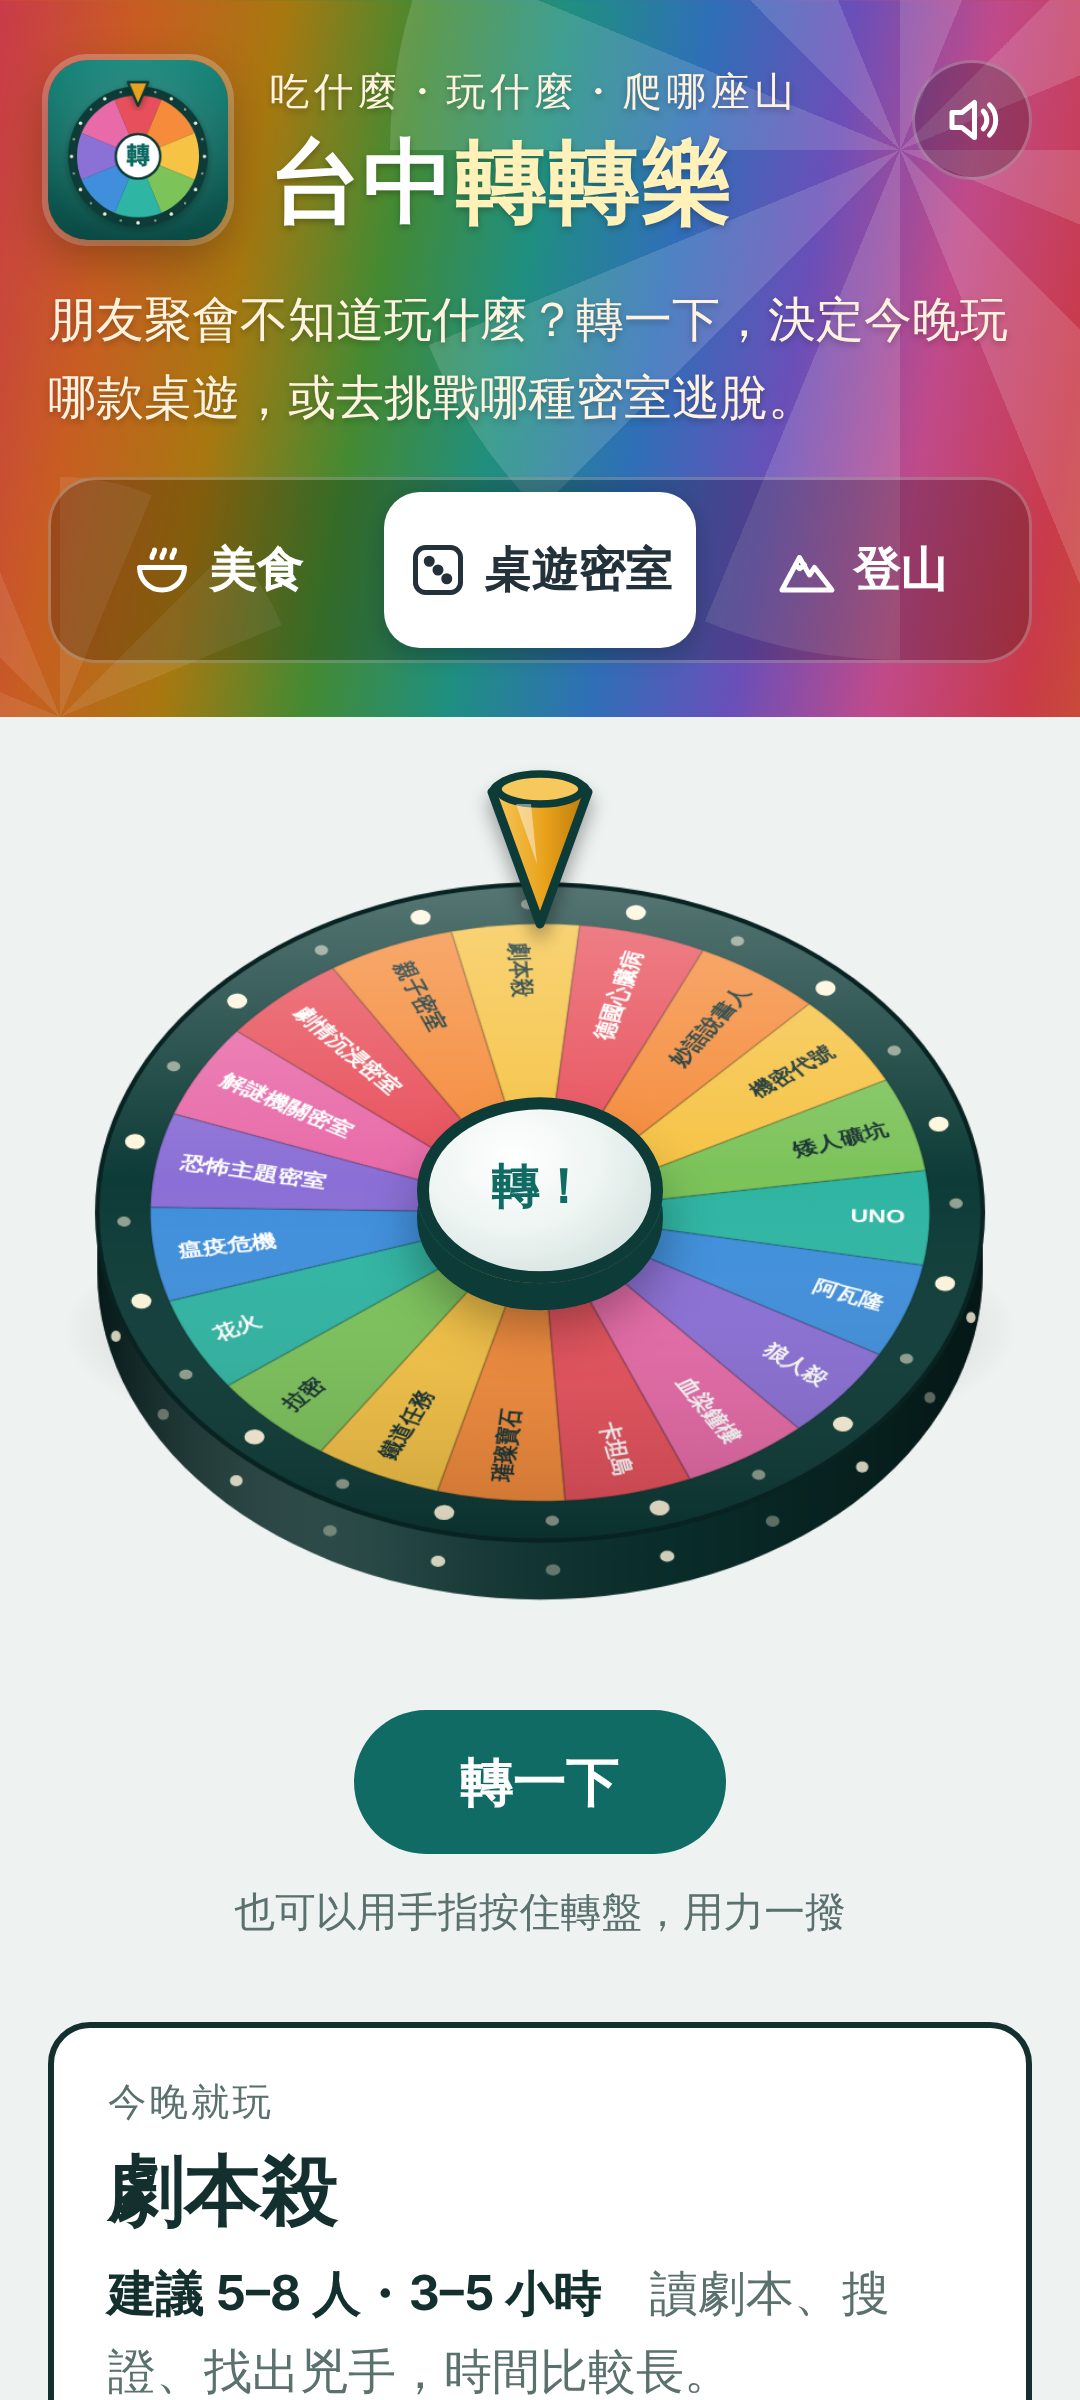 轉
吃什麼・玩什麼・爬哪座山
台中轉轉樂
朋友聚會不知道玩什麼？轉一下，決定今晚玩
哪款桌遊，或去挑戰哪種密室逃脫。
美食
桌遊密室
登山
劇本殺
德國心臟病
妙語說書人
機密代號
矮人礦坑
UNO
阿瓦隆
狼人殺
血染鐘樓
卡坦島
璀璨寶石
鐵道任務
拉密
花火
瘟疫危機
恐怖主題密室
解謎機關密室
劇情沉浸密室
親子密室
轉！
轉一下
也可以用手指按住轉盤，用力一撥
今晚就玩
劇本殺
建議 5–8 人・3–5 小時　讀劇本、搜
證、找出兇手，時間比較長。